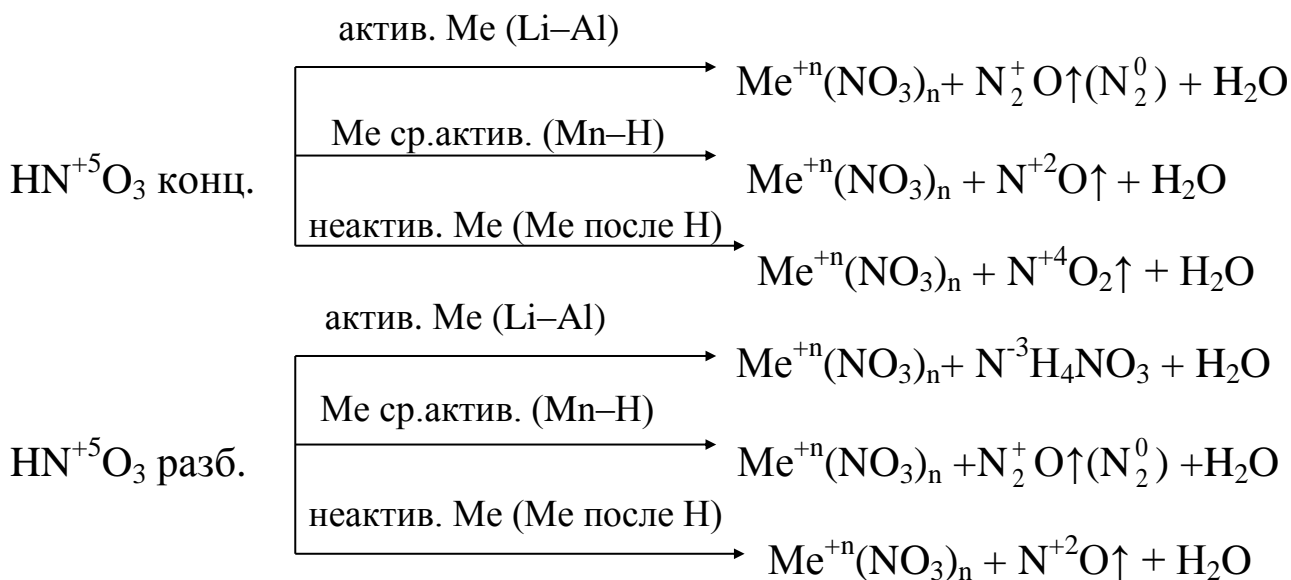 актив. Me (Li–Al)
Me⁺ⁿ(NO₃)ₙ+ N₂⁺O↑(N₂⁰) + H₂O
Me ср.актив. (Mn–H)
HN⁺⁵O₃ конц.
Me⁺ⁿ(NO₃)ₙ + N⁺²O↑ + H₂O
неактив. Me (Me после H)
Me⁺ⁿ(NO₃)ₙ + N⁺⁴O₂↑ + H₂O
актив. Me (Li–Al)
Me⁺ⁿ(NO₃)ₙ+ N⁻³H₄NO₃ + H₂O
Me ср.актив. (Mn–H)
HN⁺⁵O₃ разб.
Me⁺ⁿ(NO₃)ₙ +N₂⁺O↑(N₂⁰) +H₂O
неактив. Me (Me после H)
Me⁺ⁿ(NO₃)ₙ + N⁺²O↑ + H₂O